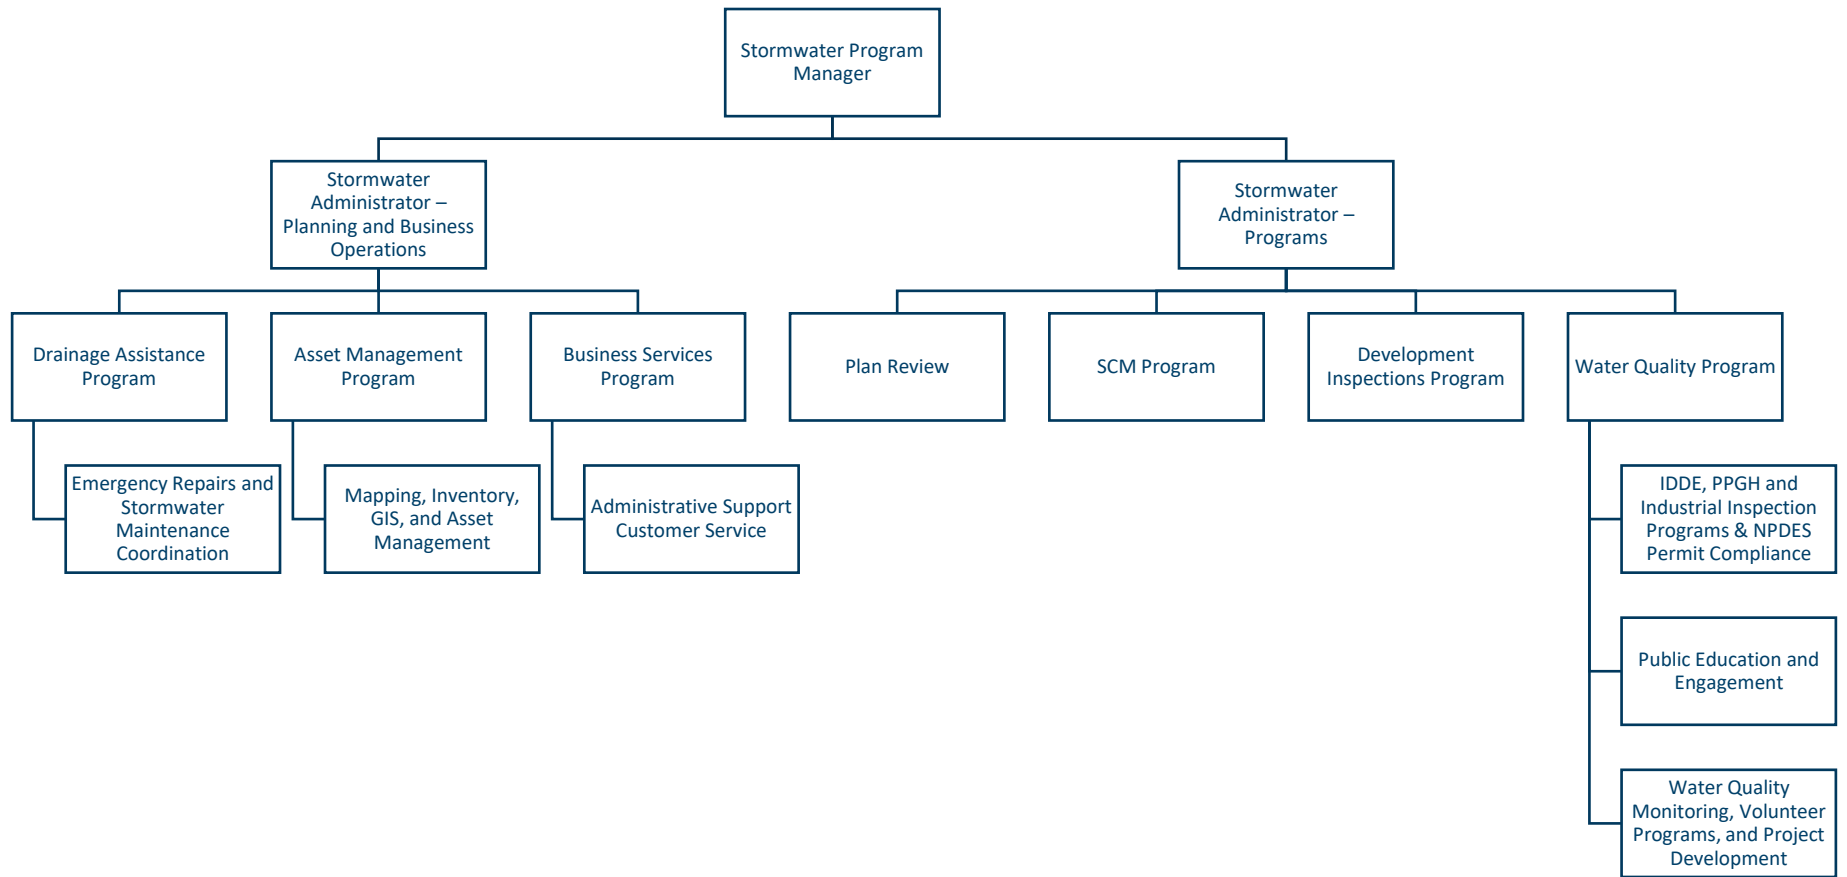 Stormwater Program
Manager
Stormwater
Administrator –
Planning and Business
Operations
Stormwater
Administrator –
Programs
Drainage Assistance
Program
Asset Management
Program
Business Services
Program
Plan Review
SCM Program
Development
Inspections Program
Water Quality Program
Emergency Repairs and
Stormwater
Maintenance
Coordination
Mapping, Inventory,
GIS, and Asset
Management
Administrative Support
Customer Service
IDDE, PPGH and
Industrial Inspection
Programs & NPDES
Permit Compliance
Public Education and
Engagement
Water Quality
Monitoring, Volunteer
Programs, and Project
Development